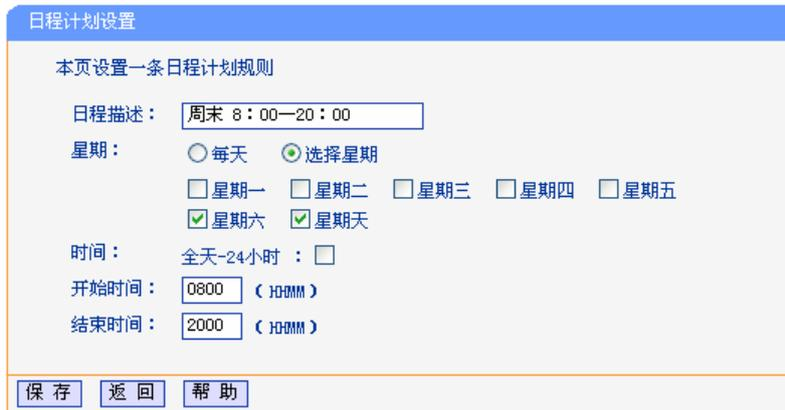 日程计划设置
本页设置一条日程计划规则
日程描述： 周末 8：00—20：00
星期： 每天 选择星期
星期一 星期二 星期三 星期四 星期五
星期六 星期天
时间： 全天-24小时 ：
开始时间： 0800 （HHMM）
结束时间： 2000 （HHMM）
保 存 返 回 帮 助